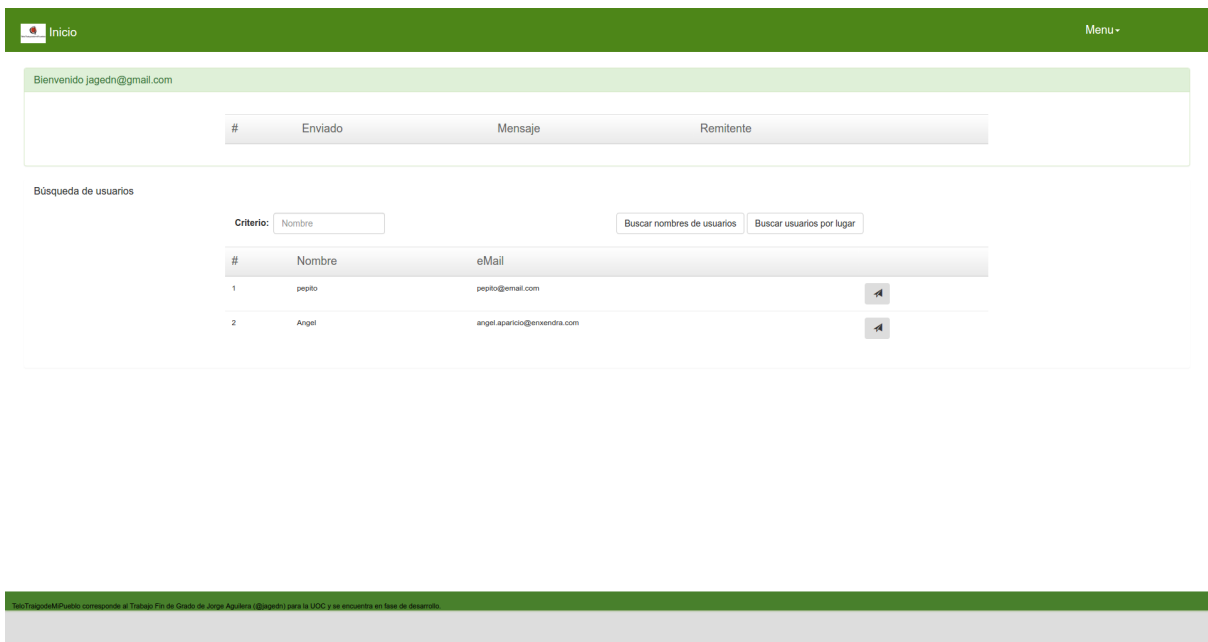 Inicio Menu
Bienvenido jagedn@gmail.com
# Enviado Mensaje Remitente
Búsqueda de usuarios
Criterio: Nombre Buscar nombres de usuarios Buscar usuarios por lugar
# Nombre eMail
1 pepito pepito@email.com
2 Angel angel.aparicio@enxendra.com
TeloTraigodeMiPueblo corresponde al Trabajo Fin de Grado de Jorge Aguilera (@jagedn) para la UOC y se encuentra en fase de desarrollo.